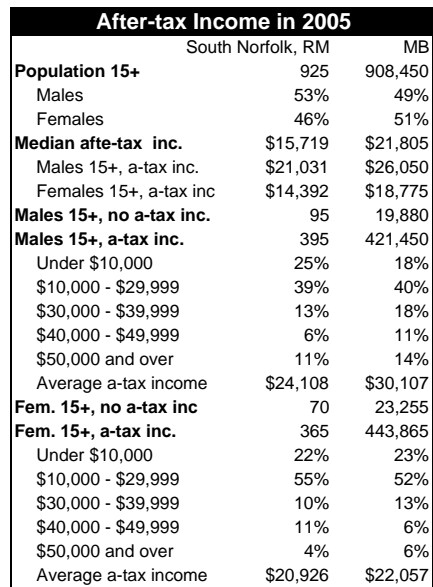 After-tax Income in 2005
South Norfolk, RM MB
Population 15+ 925 908,450
Males 53% 49%
Females 46% 51%
Median afte-tax inc. $15,719 $21,805
Males 15+, a-tax inc. $21,031 $26,050
Females 15+, a-tax inc $14,392 $18,775
Males 15+, no a-tax inc. 95 19,880
Males 15+, a-tax inc. 395 421,450
Under $10,000 25% 18%
$10,000 - $29,999 39% 40%
$30,000 - $39,999 13% 18%
$40,000 - $49,999 6% 11%
$50,000 and over 11% 14%
Average a-tax income $24,108 $30,107
Fem. 15+, no a-tax inc 70 23,255
Fem. 15+, a-tax inc. 365 443,865
Under $10,000 22% 23%
$10,000 - $29,999 55% 52%
$30,000 - $39,999 10% 13%
$40,000 - $49,999 11% 6%
$50,000 and over 4% 6%
Average a-tax income $20,926 $22,057